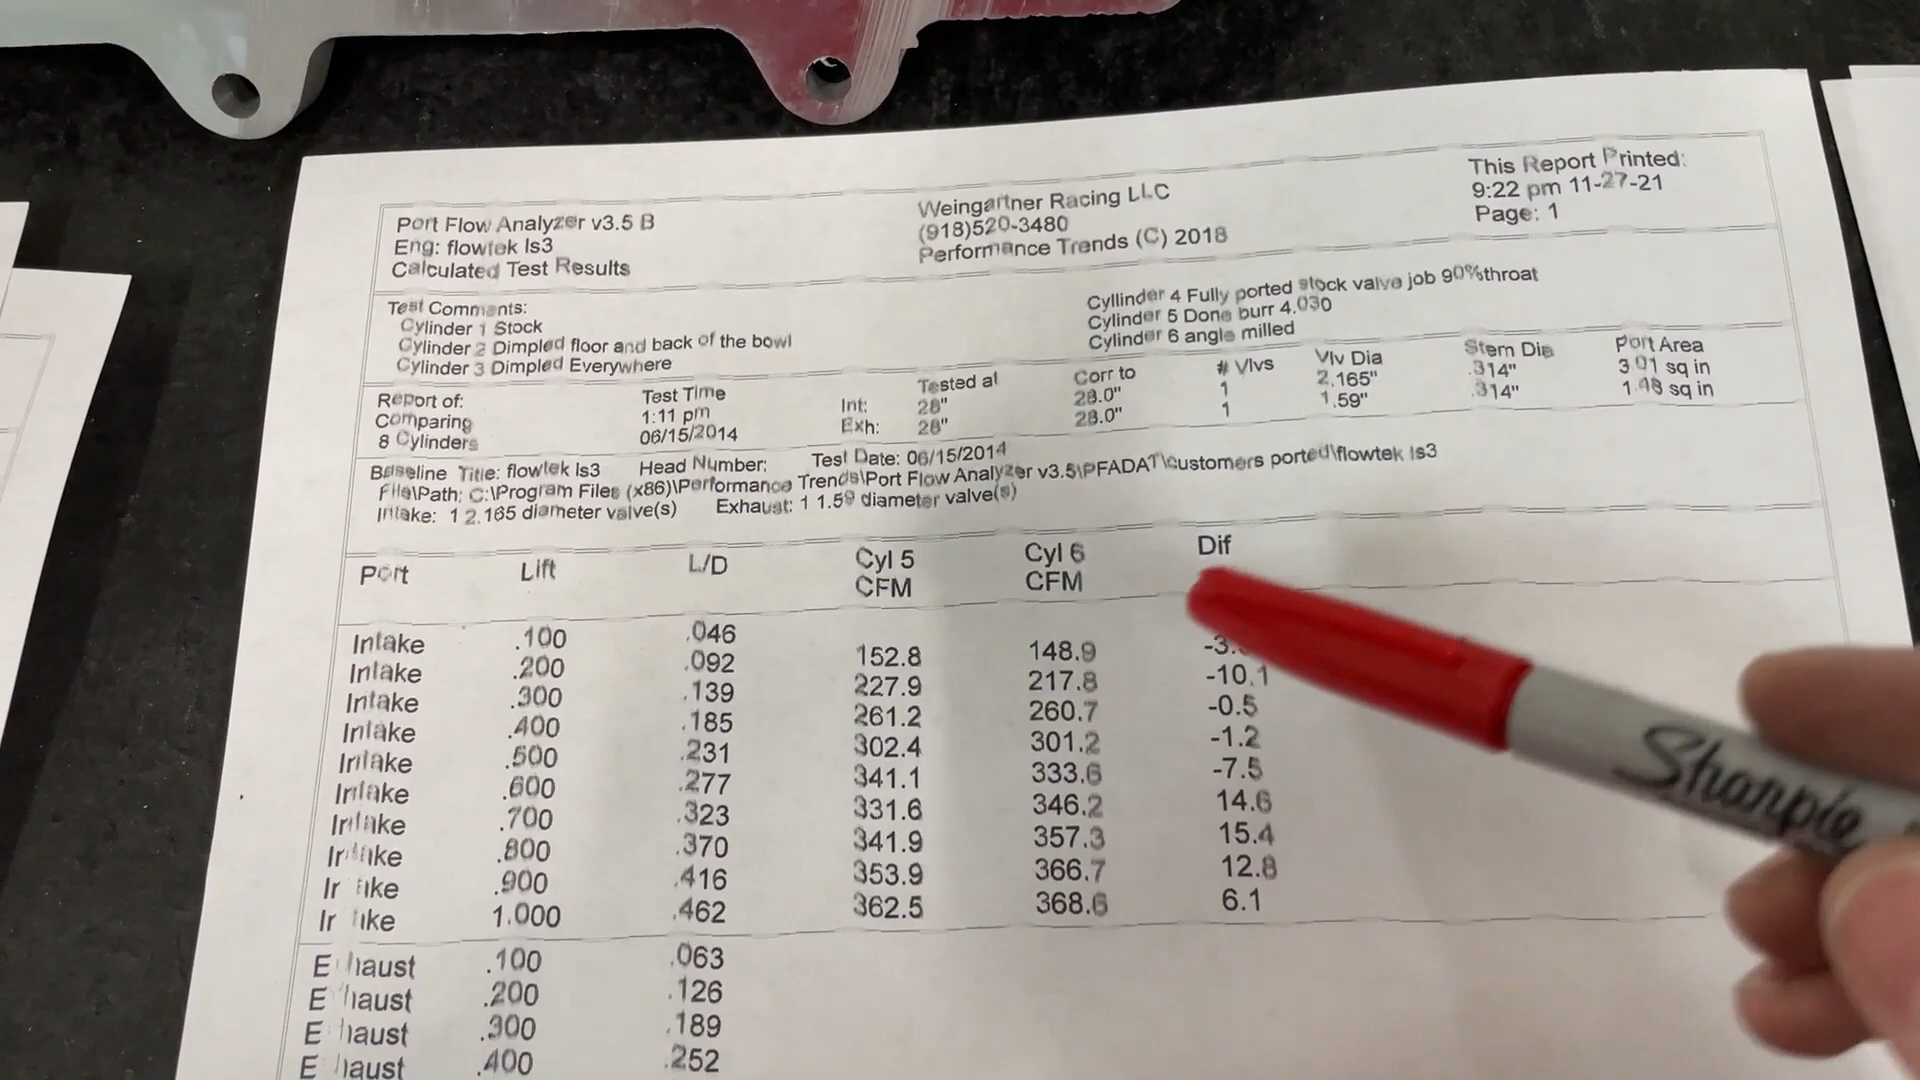 Port Flow Analyzer v3.5 B Weingartner Racing LLC This Report Printed:
Eng: flowtek ls3 (918)520-3480 9:22 pm 11-27-21
Calculated Test Results Performance Trends (C) 2018 Page: 1
Test Comments: Cyllinder 4 Fully ported stock valve job 90%throat
Cylinder 1 Stock Cylinder 5 Done burr 4.030
Cylinder 2 Dimpled floor and back of the bowl Cylinder 6 angle milled
Cylinder 3 Dimpled Everywhere
Report of: Test Time Tested at Corr to # Vlvs Vlv Dia Stem Dia Port Area
Comparing 1:11 pm Int: 28" 28.0" 1 2.165" .314" 3.01 sq in
8 Cylinders 06/15/2014 Exh: 28" 28.0" 1 1.59" .314" 1.48 sq in
Baseline Title: flowtek ls3 Head Number: Test Date: 06/15/2014
File\Path: C:\Program Files (x86)\Performance Trends\Port Flow Analyzer v3.5\PFADAT\customers ported\flowtek ls3
Intake: 1 2.165 diameter valve(s) Exhaust: 1 1.59 diameter valve(s)
Port Lift L/D Cyl 5 Cyl 6 Dif
CFM CFM
Intake .100 .046
Intake .200 .092 152.8 148.9
Intake .300 .139 227.9 217.8 -10.1
Intake .400 .185 261.2 260.7 -0.5
Intake .500 .231 302.4 301.2 -1.2
Intake .600 .277 341.1 333.6 -7.5
Intake .700 .323 331.6 346.2 14.6
Intake .800 .370 341.9 357.3 15.4
Intake .900 .416 353.9 366.7 12.8
Intake 1.000 .462 362.5 368.6 6.1
Exhaust .100 .063
Exhaust .200 .126
Exhaust .300 .189
Exhaust .400 .252
Sharpie